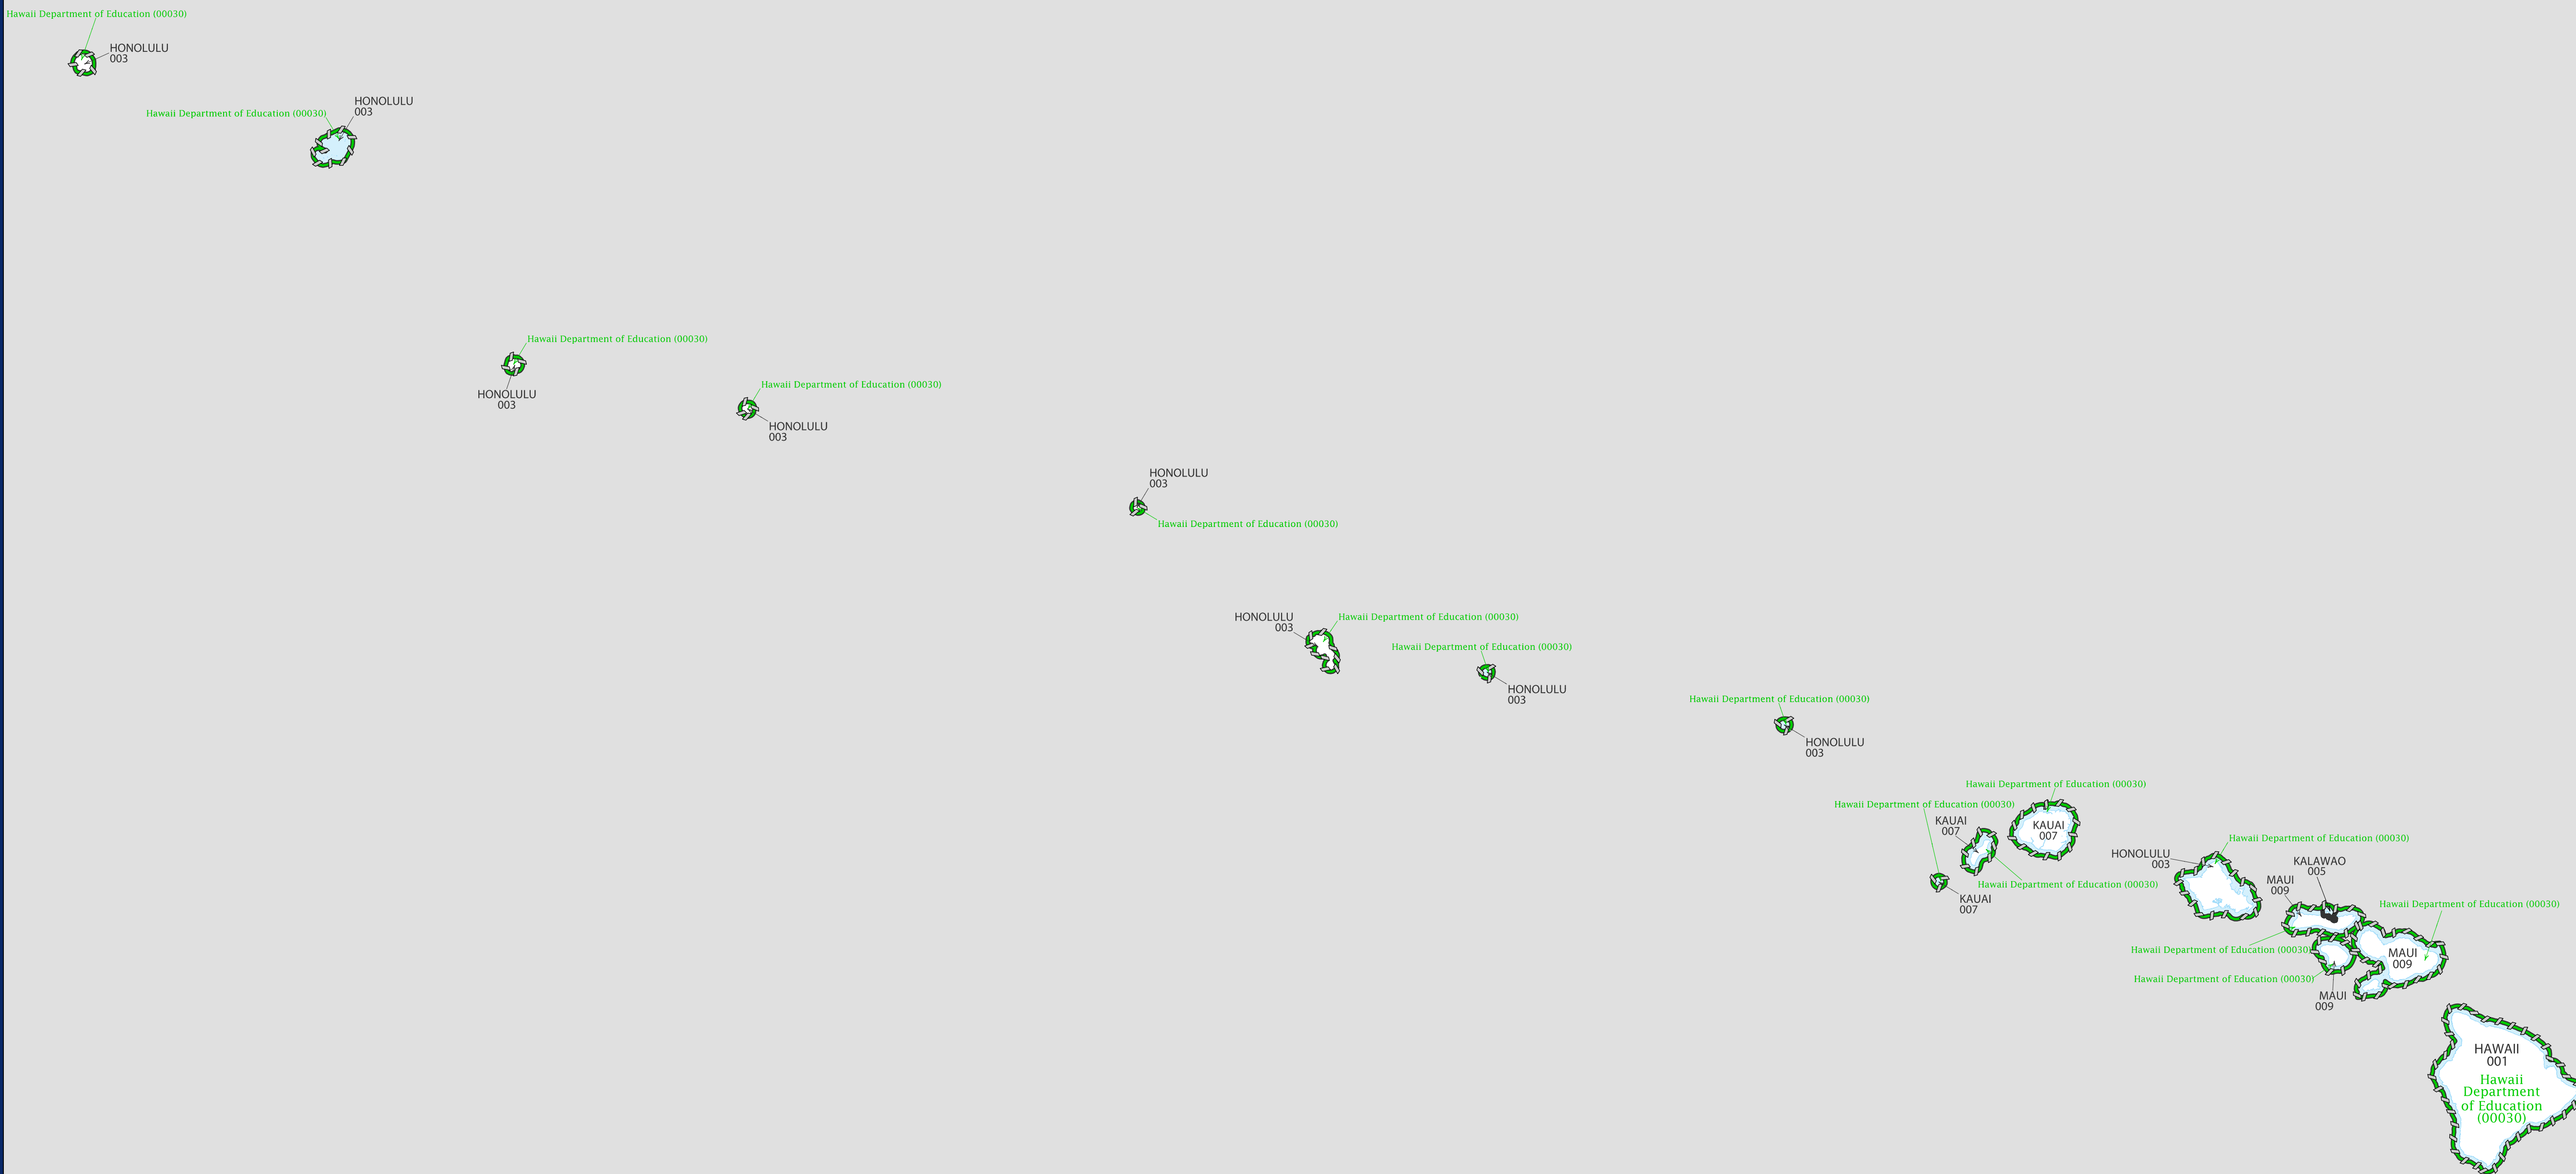 Hawaii Department of Education (00030)
HONOLULU
003
HONOLULU
003
Hawaii Department of Education (00030)
Hawaii Department of Education (00030)
HONOLULU
003
Hawaii Department of Education (00030)
HONOLULU
003
HONOLULU
003
Hawaii Department of Education (00030)
HONOLULU
003
Hawaii Department of Education (00030)
Hawaii Department of Education (00030)
HONOLULU
003
Hawaii Department of Education (00030)
HONOLULU
003
Hawaii Department of Education (00030)
Hawaii Department of Education (00030)
KAUAI
007
KAUAI
007
Hawaii Department of Education (00030)
KAUAI
007
Hawaii Department of Education (00030)
HONOLULU
003
KALAWAO
005
MAUI
009
Hawaii Department of Education (00030)
Hawaii Department of Education (00030)
MAUI
009
Hawaii Department of Education (00030)
MAUI
009
HAWAII
001
Hawaii
Department
of Education
(00030)